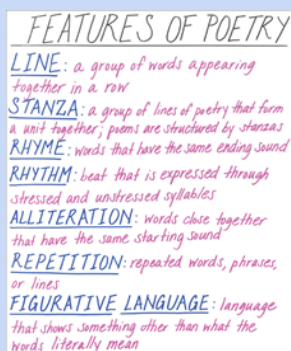 FEATURES OF POETRY
LINE: a group of words appearing
together in a row
STANZA: a group of lines of poetry that form
a unit together; poems are structured by stanzas
RHYME: words that have the same ending sound
RHYTHM: beat that is expressed through
stressed and unstressed syllables
ALLITERATION: words close together
that have the same starting sound
REPETITION: repeated words, phrases,
or lines
FIGURATIVE LANGUAGE: language
that shows something other than what the
words literally mean